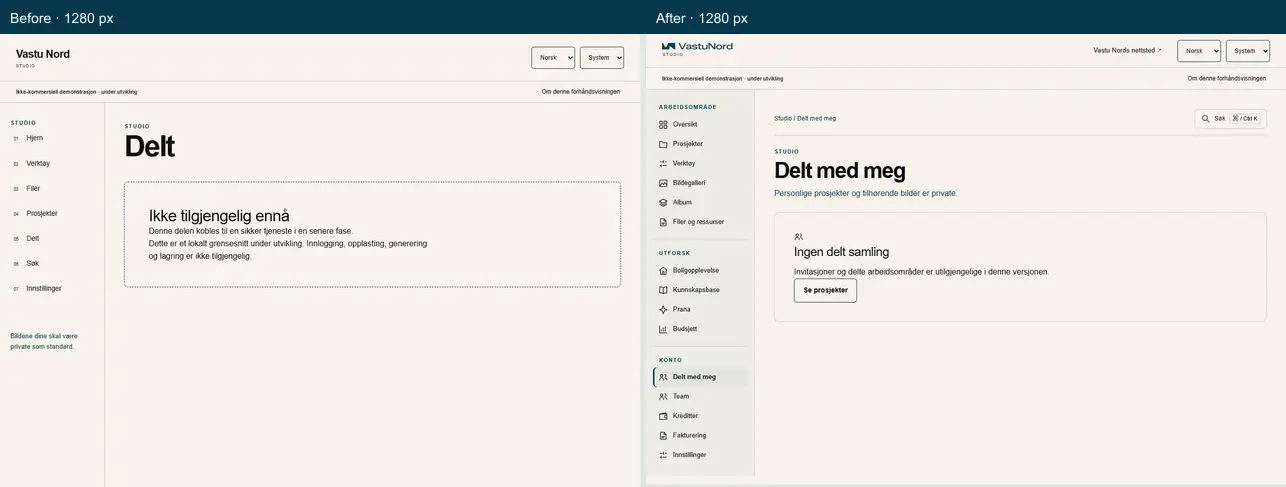 Before · 1280 px
Vastu Nord
STUDIO
Norsk
System
Ikke-kommersiell demonstrasjon · under utvikling
Om denne forhåndsvisningen
STUDIO
01 Hjem
02 Verktøy
03 Filer
04 Prosjekter
05 Delt
06 Søk
07 Innstillinger
Bildene dine skal være
private som standard.
STUDIO
Delt
Ikke tilgjengelig ennå
Denne delen kobles til en sikker tjeneste i en senere fase.
Dette er et lokalt grensesnitt under utvikling. Innlogging, opplasting, generering
og lagring er ikke tilgjengelig.
After · 1280 px
VastuNord
STUDIO
Vastu Nords nettsted ↗
Norsk
System
Ikke-kommersiell demonstrasjon · under utvikling
Om denne forhåndsvisningen
ARBEIDSOMRÅDE
Oversikt
Prosjekter
Verktøy
Bildegalleri
Album
Filer og ressurser
UTFORSK
Boligopplevelse
Kunnskapsbase
Prana
Budsjett
KONTO
Delt med meg
Team
Kreditter
Fakturering
Innstillinger
Studio / Delt med meg
Søk ⌘ / Ctrl K
STUDIO
Delt med meg
Personlige prosjekter og tilhørende bilder er private.
Ingen delt samling
Invitasjoner og delte arbeidsområder er utilgjengelige i denne versjonen.
Se prosjekter